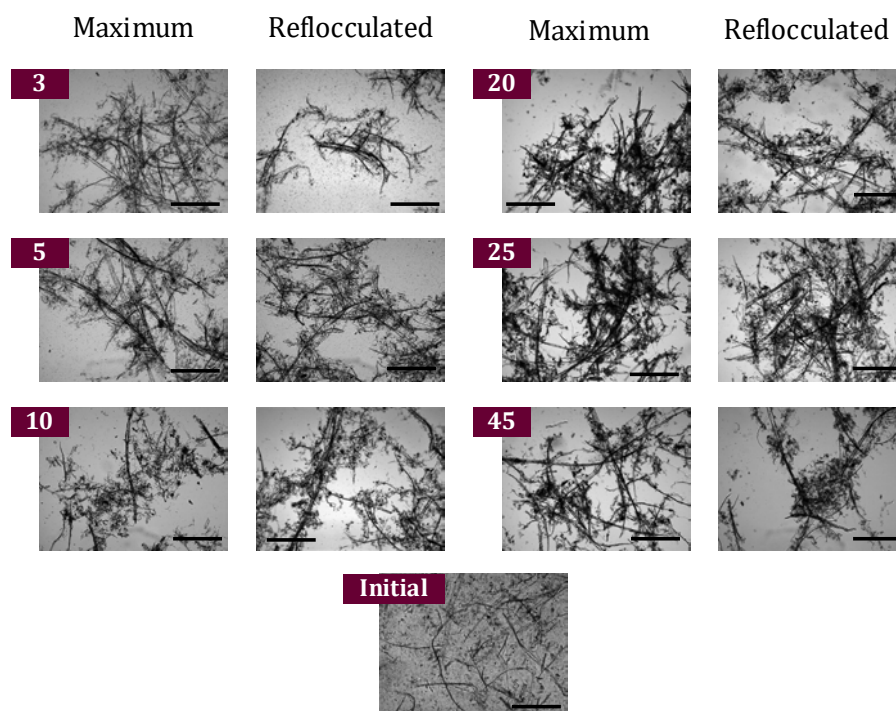 Maximum
Reflocculated
Maximum
Reflocculated
3
20
5
25
10
45
Initial